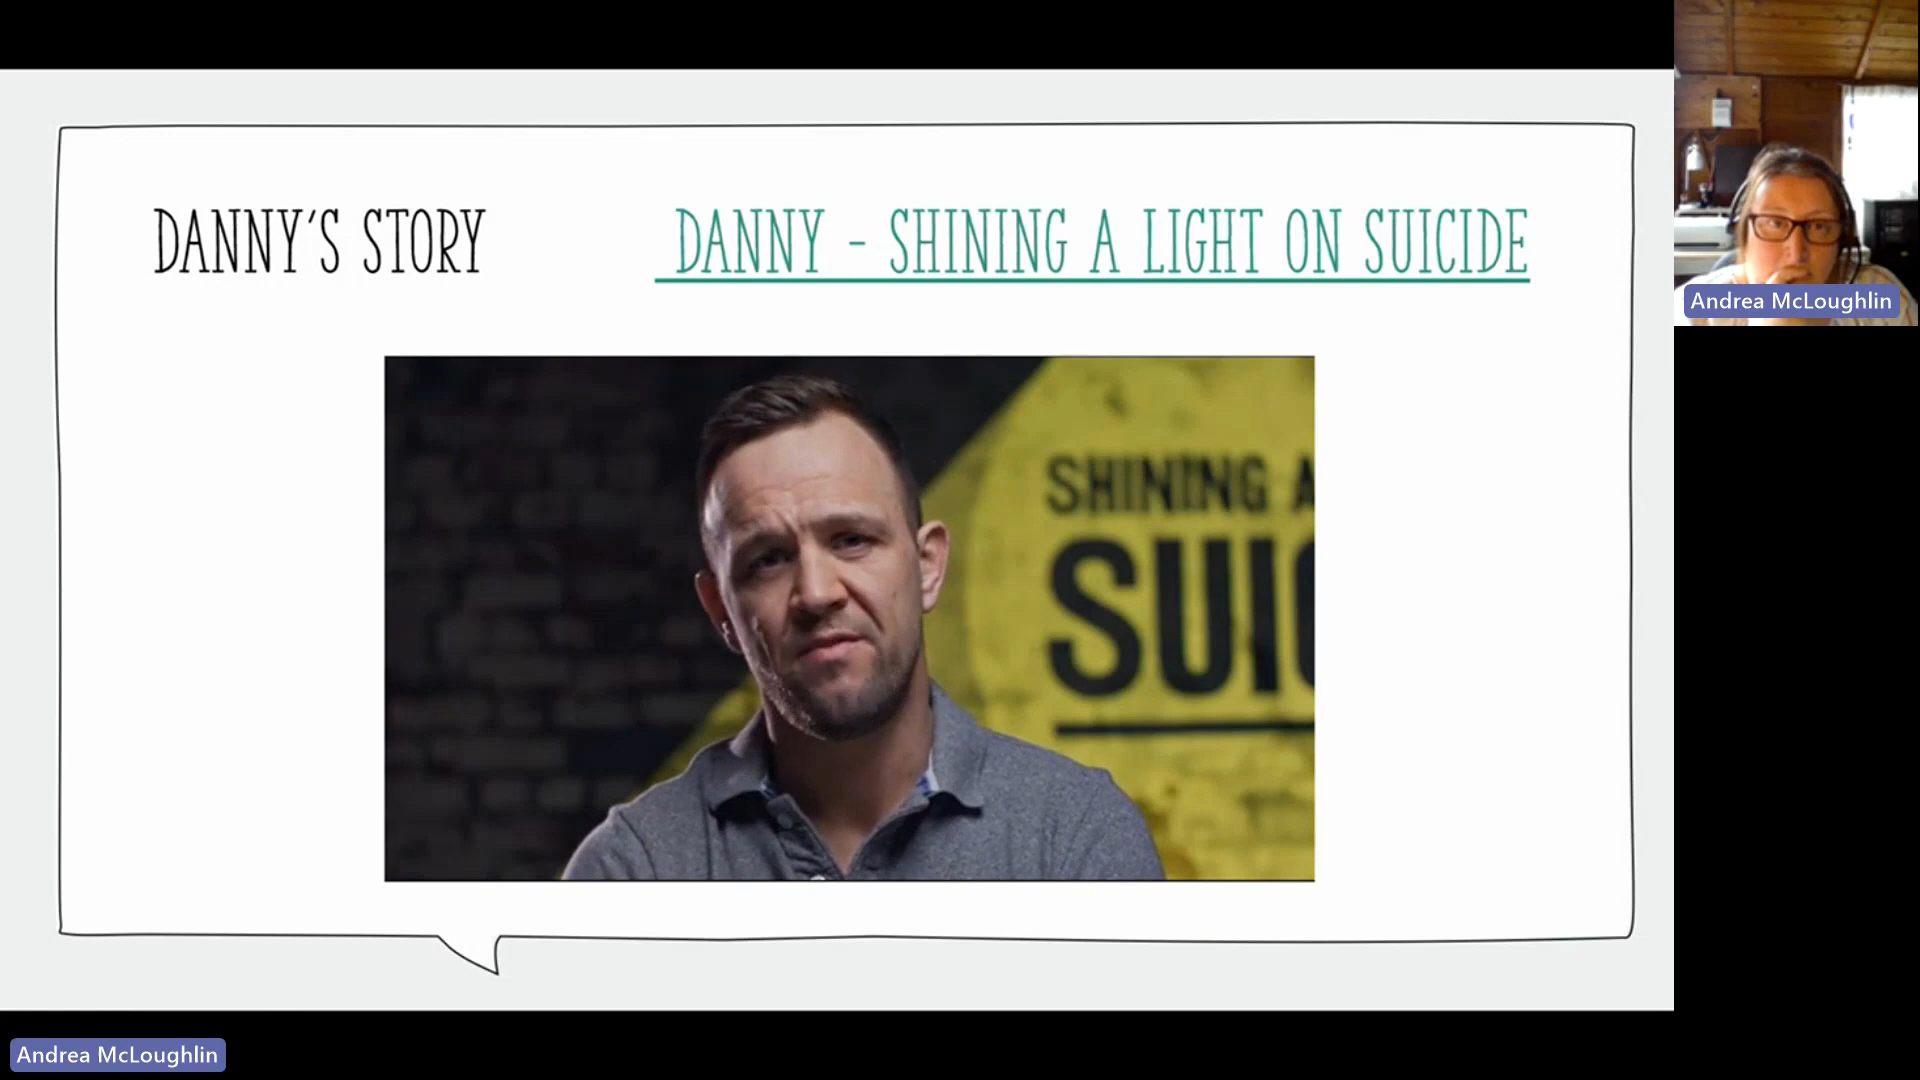 DANNY'S STORY
DANNY - SHINING A LIGHT ON SUICIDE
SHINING A
SUIC
Andrea McLoughlin
Andrea McLoughlin